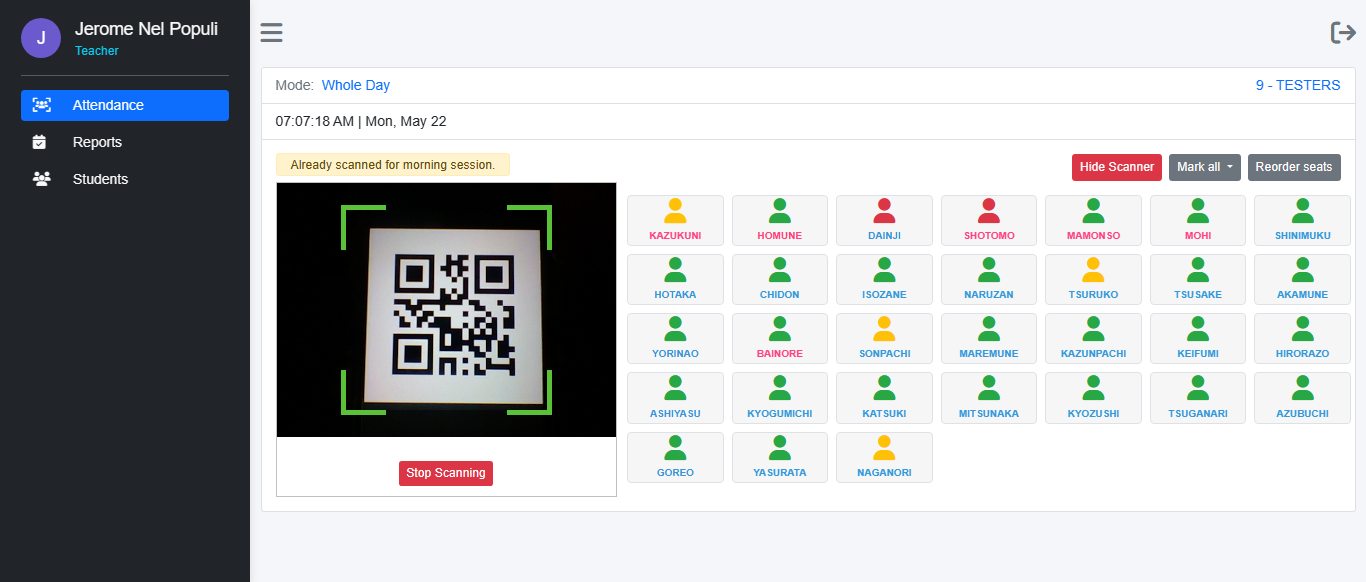 J
Jerome Nel Populi
Teacher
Attendance
Reports
Students
Mode: Whole Day
9 - TESTERS
07:07:18 AM | Mon, May 22
Already scanned for morning session.
Hide Scanner
Mark all
Reorder seats
Stop Scanning
KAZUKUNI HOMUNE DAINJI SHOTOMO MAMONSO MOHI SHINIMUKU
HOTAKA CHIDON ISOZANE NARUZAN TSURUKO TSUSAKE AKAMUNE
YORINAO BAINORE SONPACHI MAREMUNE KAZUNPACHI KEIFUMI HIRORAZO
ASHIYASU KYOGUMICHI KATSUKI MITSUNAKA KYOZUSHI TSUGANARI AZUBUCHI
GOREO YASURATA NAGANORI